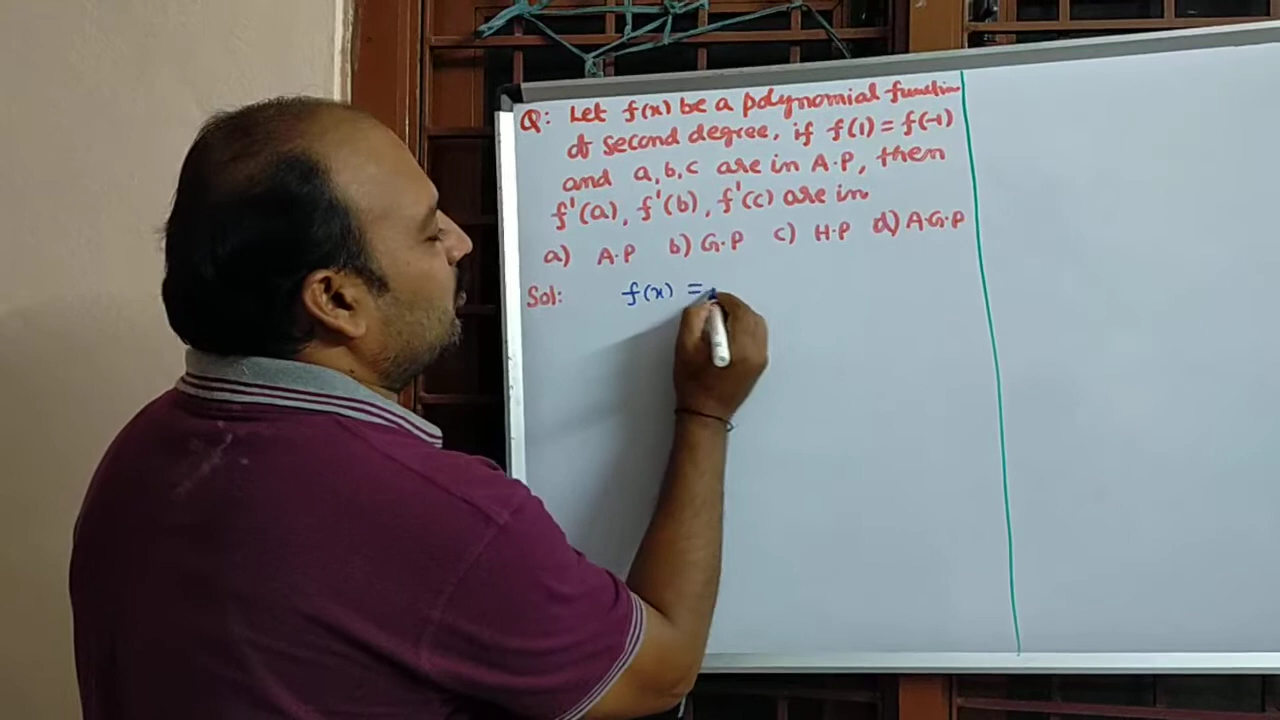 Q: Let f(x) be a polynomial function
of second degree, if f(1) = f(-1)
and a, b, c are in A.P, then
f'(a), f'(b), f'(c) are in
a) A.P b) G.P c) H.P d) A.G.P
Sol: f(x) =